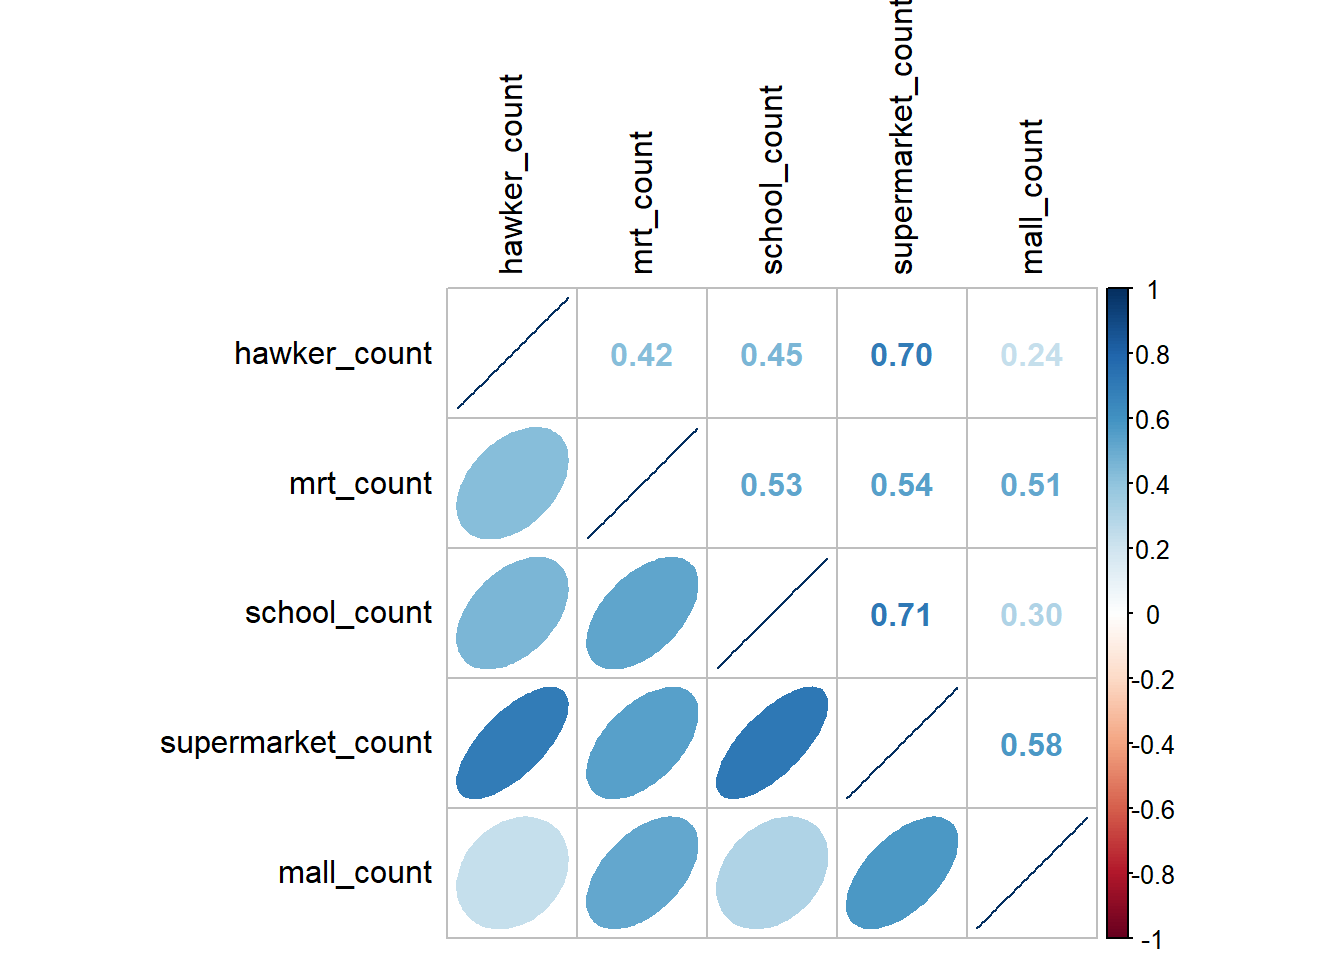 hawker_count
mrt_count
school_count
supermarket_count
mall_count
hawker_count 0.42 0.45 0.70 0.24
mrt_count 0.53 0.54 0.51
school_count 0.71 0.30
supermarket_count 0.58
mall_count
1
0.8
0.6
0.4
0.2
0
-0.2
-0.4
-0.6
-0.8
-1